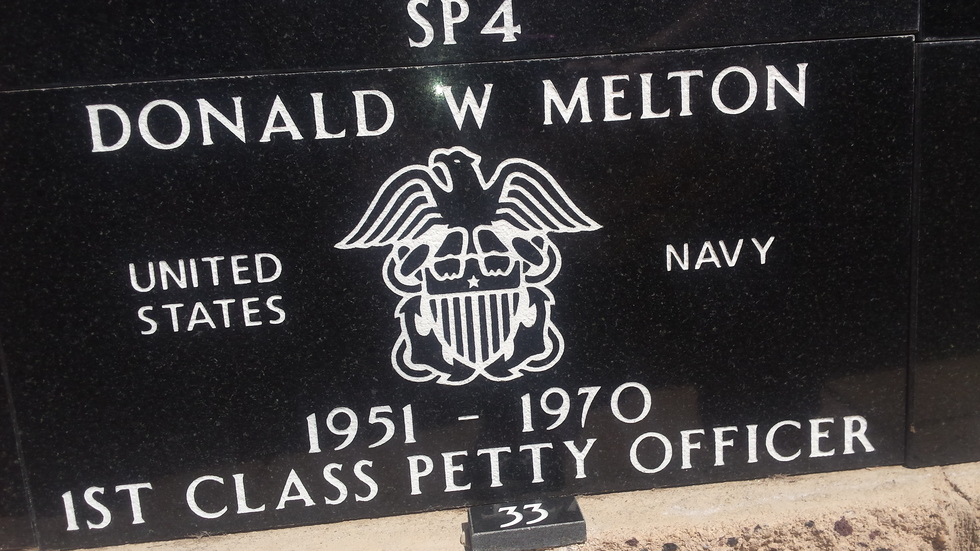 SP4
DONALD W MELTON
UNITED
STATES
NAVY
1951 - 1970
1ST CLASS PETTY OFFICER
33